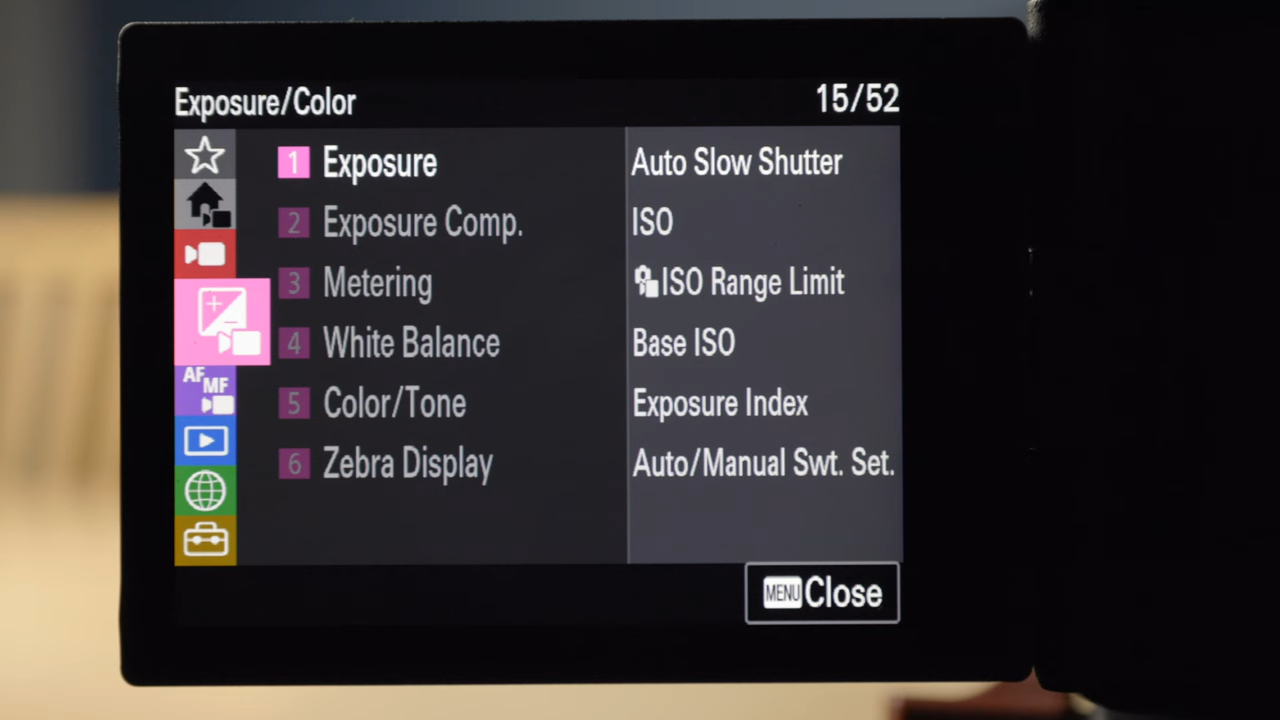 Exposure/Color 15/52
1 Exposure
2 Exposure Comp.
3 Metering
4 White Balance
5 Color/Tone
6 Zebra Display
AF MF
Auto Slow Shutter
ISO
ISO Range Limit
Base ISO
Exposure Index
Auto/Manual Swt. Set.
MENU Close